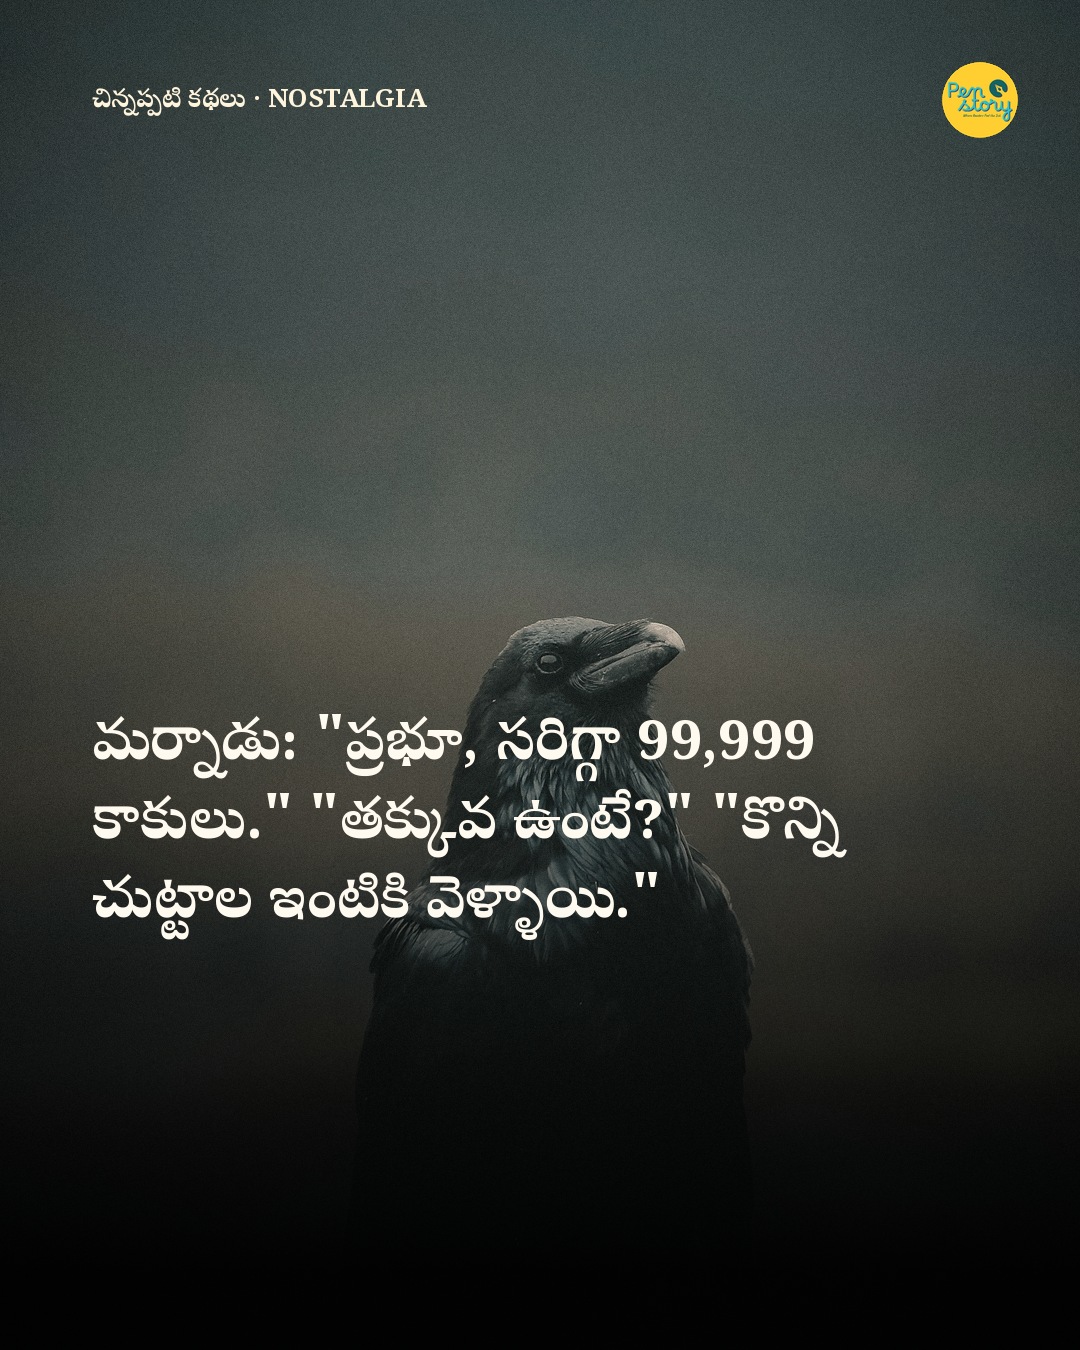 చిన్నప్పటి కథలు · NOSTALGIA
Pen
story
మర్నాడు: "ప్రభూ, సరిగ్గా 99,999
కాకులు." "తక్కువ ఉంటే?" "కొన్ని
చుట్టాల ఇంటికి వెళ్ళాయి."